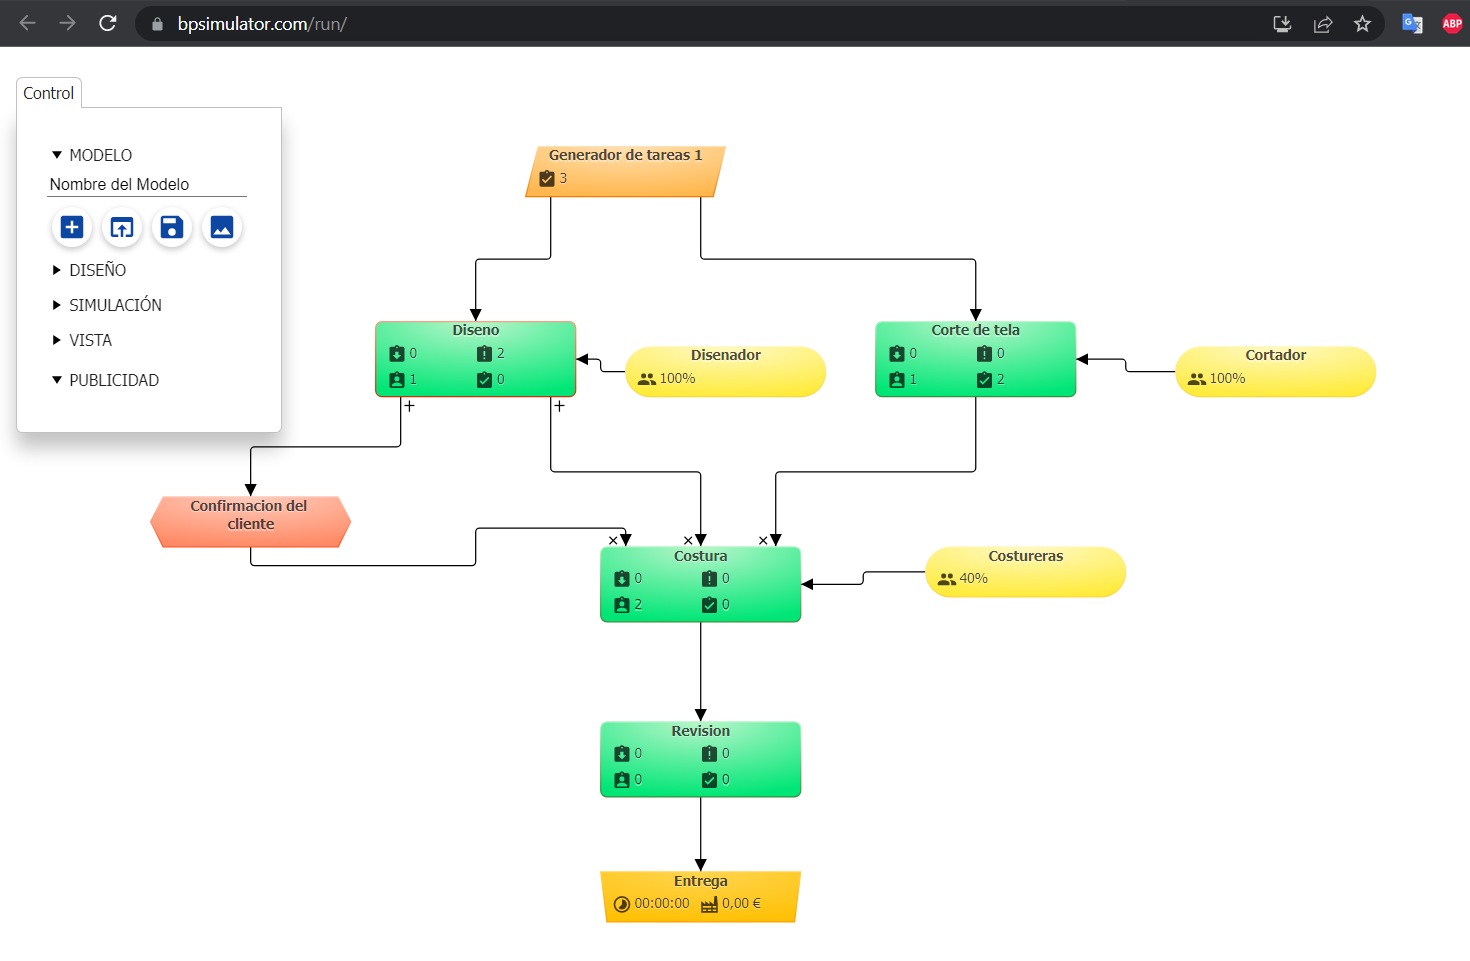 bpsimulator.com/run/
ABP
Control
MODELO
Nombre del Modelo
DISEÑO
SIMULACIÓN
VISTA
PUBLICIDAD
Generador de tareas 1
3
Diseno
0 2
1 0
Disenador
100%
Corte de tela
0 0
1 2
Cortador
100%
+ +
Confirmacion del
cliente
× × ×
Costura
0 0
2 0
Costureras
40%
Revision
0 0
0 0
Entrega
00:00:00 0,00 €